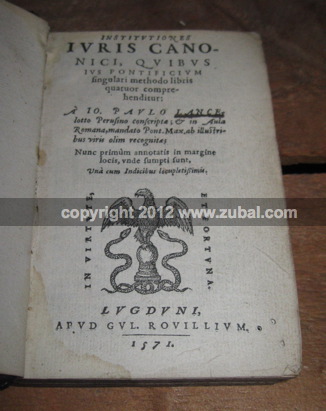 INSTITVTIONES
IVRIS CANO-
NICI, QVIBVS
IVS PONTIFICIVM
singulari methodo libris
quatuor compre-
henditur:
A IO. PAVLO LANCE-
lotto Perusino conscriptæ; & in Aula
Romana, mandato Pont. Max. ab illustri-
bus viris olim recognitæ;
Nunc primùm annotatis in margine
locis, vnde sumpti sunt,
Vnà cum Indicibus locupletissimis.
IN VIRTVTE,
ET FORTVNA.
copyright 2012 www.zubal.com
LVGDVNI,
APVD GVL. ROVILLIVM,
1571.